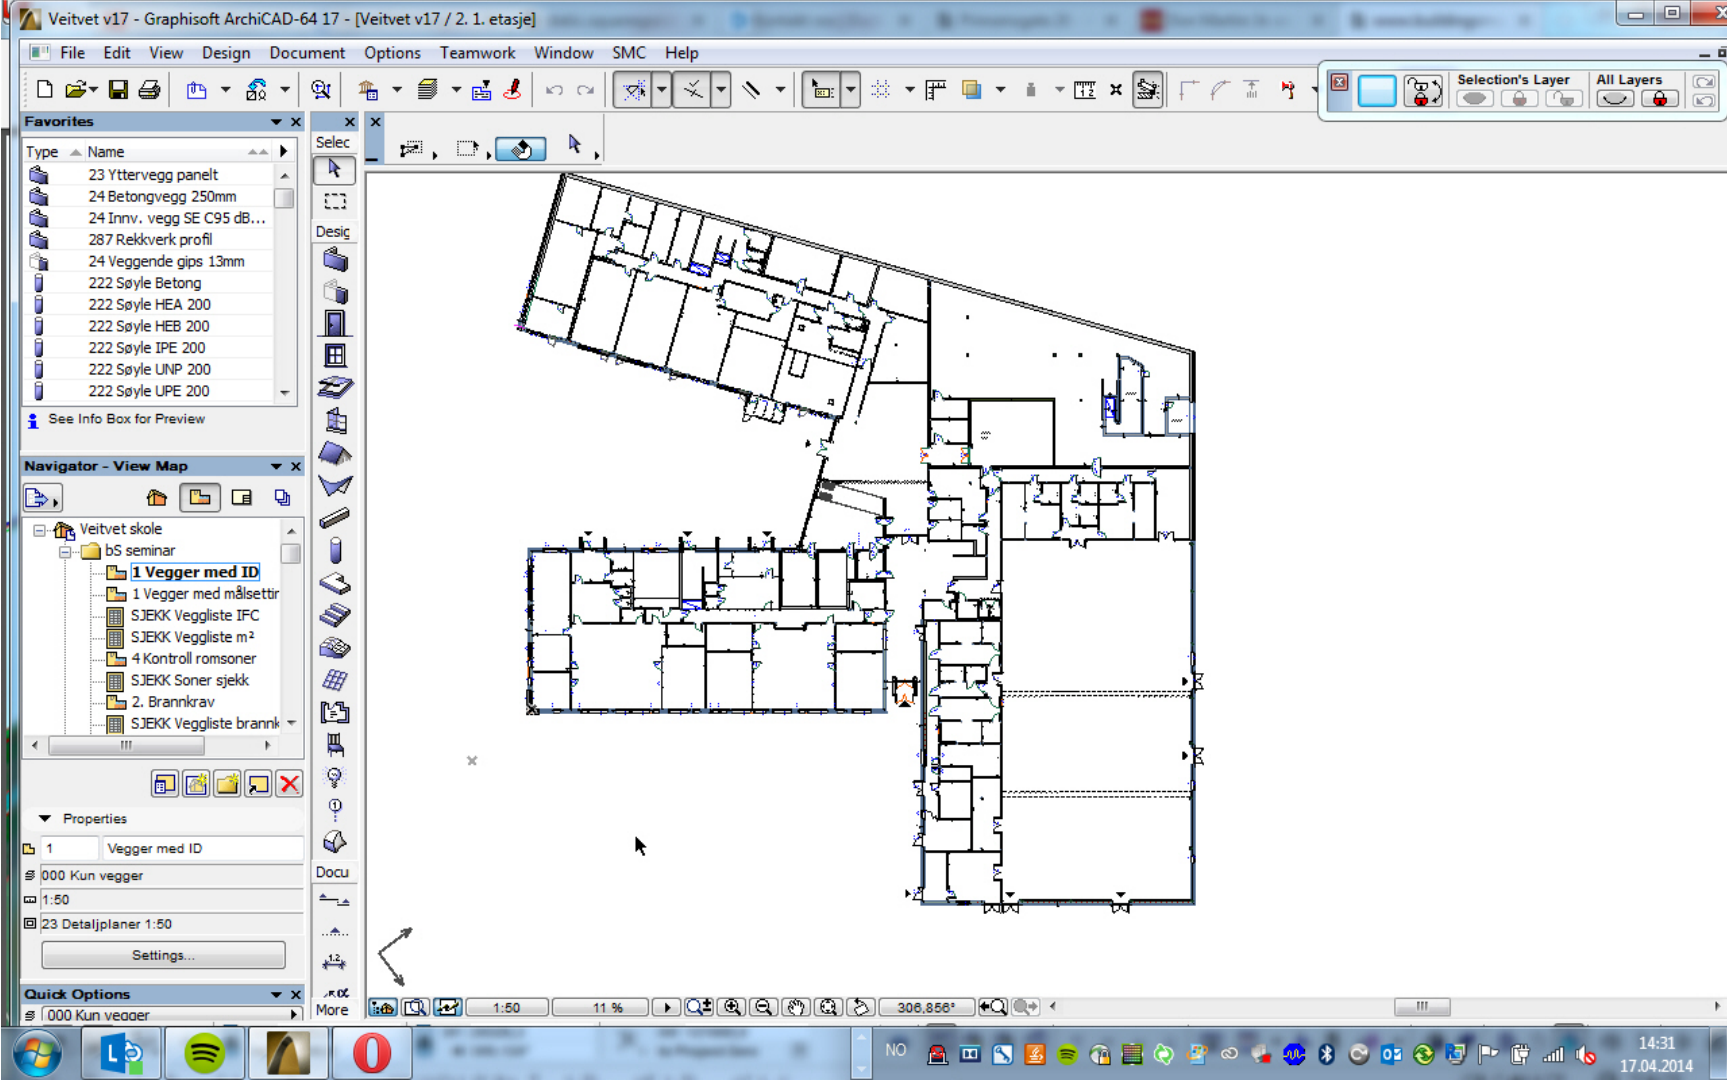 Veitvet v17 - Graphisoft ArchiCAD-64 17 - [Veitvet v17 / 2. 1. etasje]
File Edit View Design Document Options Teamwork Window SMC Help
Selection's Layer All Layers
Favorites
Type Name
23 Yttervegg panelt
24 Betongvegg 250mm
24 Innv. vegg SE C95 dB...
287 Rekkverk profil
24 Veggende gips 13mm
222 Søyle Betong
222 Søyle HEA 200
222 Søyle HEB 200
222 Søyle IPE 200
222 Søyle UNP 200
222 Søyle UPE 200
See Info Box for Preview
Navigator - View Map
Veitvet skole
bS seminar
1 Vegger med ID
1 Vegger med målsettir
SJEKK Veggliste IFC
SJEKK Veggliste m²
4 Kontroll romsoner
SJEKK Soner sjekk
2. Brannkrav
SJEKK Veggliste brannk
Properties
1 Vegger med ID
000 Kun vegger
1:50
23 Detaljplaner 1:50
Settings...
Quick Options
000 Kun vegger
Selec
Desig
Docu
More
1:50 11 % 306,856°
NO
14:31
17.04.2014